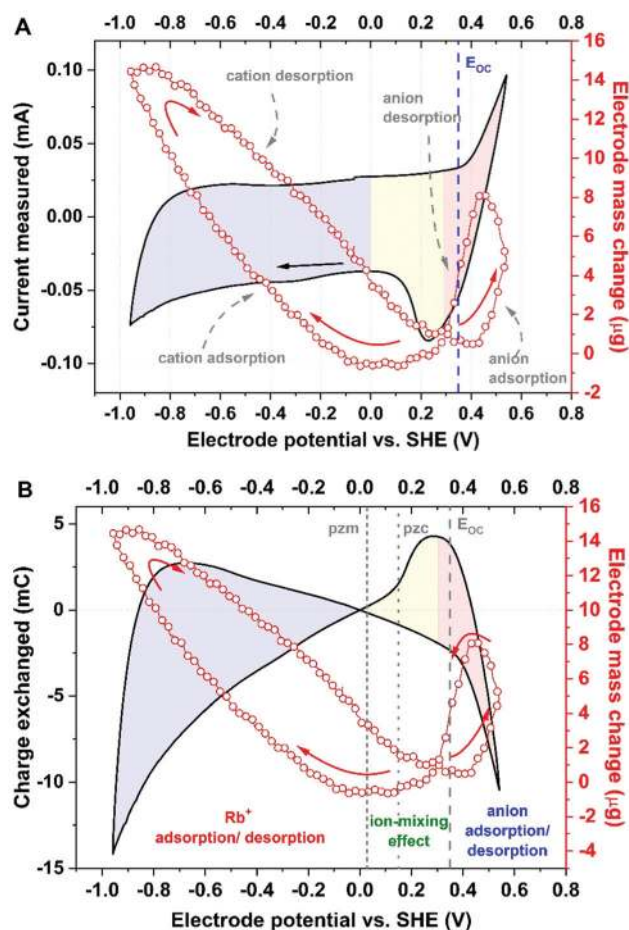 A
-1.0 -0.8 -0.6 -0.4 -0.2 0.0 0.2 0.4 0.6 0.8
0.10
0.05
0.00
-0.05
-0.10
Current measured (mA)
cation desorption
anion
desorption
E_OC
cation adsorption
anion
adsorption
16
14
12
10
8
6
4
2
0
-2
Electrode mass change (µg)
-1.0 -0.8 -0.6 -0.4 -0.2 0.0 0.2 0.4 0.6 0.8
Electrode potential vs. SHE (V)
B
-1.0 -0.8 -0.6 -0.4 -0.2 0.0 0.2 0.4 0.6 0.8
5
0
-5
-10
-15
Charge exchanged (mC)
pzm
pzc
E_OC
Rb⁺
adsorption/ desorption
ion-mixing
effect
anion
adsorption/
desorption
16
14
12
10
8
6
4
2
0
-2
-4
Electrode mass change (µg)
-1.0 -0.8 -0.6 -0.4 -0.2 0.0 0.2 0.4 0.6 0.8
Electrode potential vs. SHE (V)